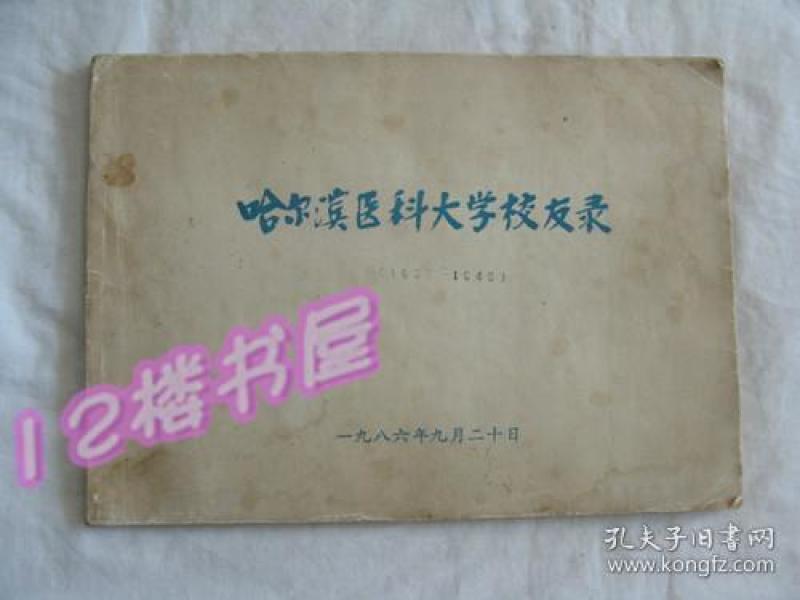 哈尔滨医科大学校友录
12楼书屋
一九八六年九月二十日
孔夫子旧书网
www.kongfz.com